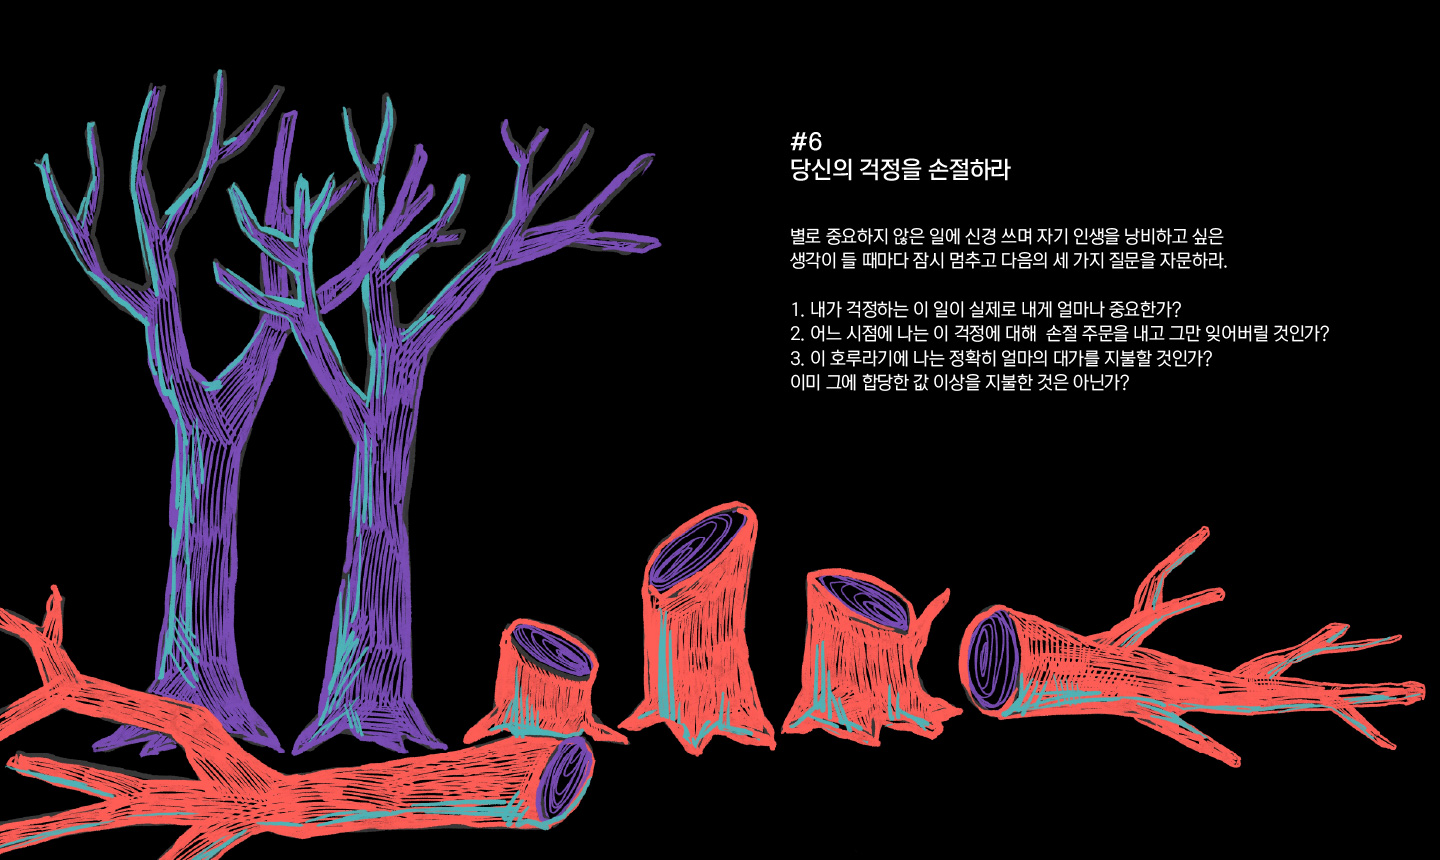 #6
당신의 걱정을 손절하라
별로 중요하지 않은 일에 신경 쓰며 자기 인생을 낭비하고 싶은
생각이 들 때마다 잠시 멈추고 다음의 세 가지 질문을 자문하라.
1. 내가 걱정하는 이 일이 실제로 내게 얼마나 중요한가?
2. 어느 시점에 나는 이 걱정에 대해  손절 주문을 내고 그만 잊어버릴 것인가?
3. 이 호루라기에 나는 정확히 얼마의 대가를 지불할 것인가?
이미 그에 합당한 값 이상을 지불한 것은 아닌가?